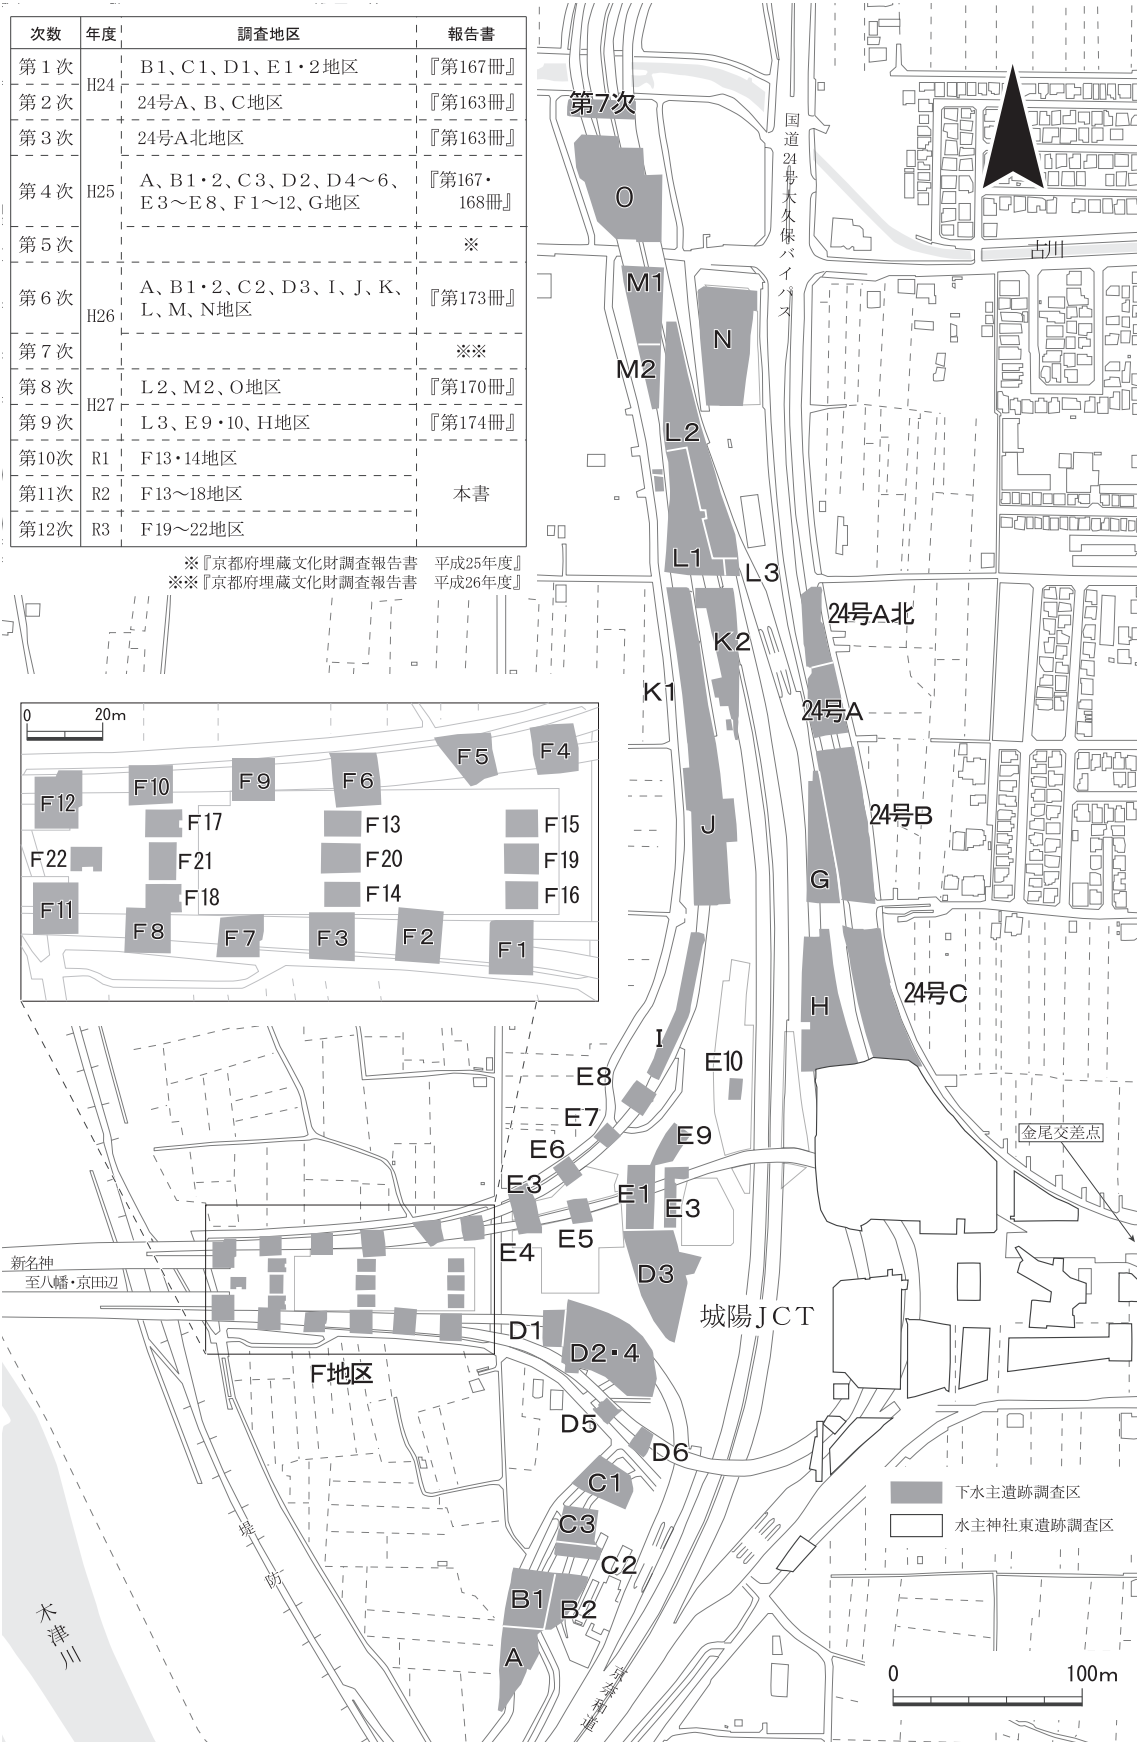 次数 年度 調査地区 報告書
第1次 H24 B1、C1、D1、E1・2地区 『第167冊』
第2次 24号A、B、C地区 『第163冊』
第3次 H25 24号A北地区 『第163冊』
第4次 A、B1・2、C3、D2、D4〜6、
E3〜E8、F1〜12、G地区
『第167・
168冊』
第5次 ※
第6次 H26 A、B1・2、C2、D3、I、J、K、
L、M、N地区
『第173冊』
第7次 ※※
第8次 H27 L2、M2、O地区 『第170冊』
第9次 L3、E9・10、H地区 『第174冊』
第10次 R1 F13・14地区 本書
第11次 R2 F13〜18地区
第12次 R3 F19〜22地区
※『京都府埋蔵文化財調査報告書 平成25年度』
※※『京都府埋蔵文化財調査報告書 平成26年度』
第7次
O
国道24号大久保バイパス
古川
M1
N
M2
L2
L1
L3
24号A北
K2
K1
24号A
24号B
J
G
24号C
H
I
0 20m
F5 F4
F12 F10 F9 F6
F17 F13 F15
F22 F21 F20 F19
F18 F14 F16
F11 F8 F7 F3 F2 F1
E8
E10
E7
E9
E6
金尾交差点
E3
E1
E3
E5
E4
新名神
至八幡・京田辺
D3
城陽JCT
D1
D2・4
F地区
D5
D6
C1
C3
C2
B1
B2
A
堤防
木津川
京奈和道
下水主遺跡調査区
水主神社東遺跡調査区
0 100m